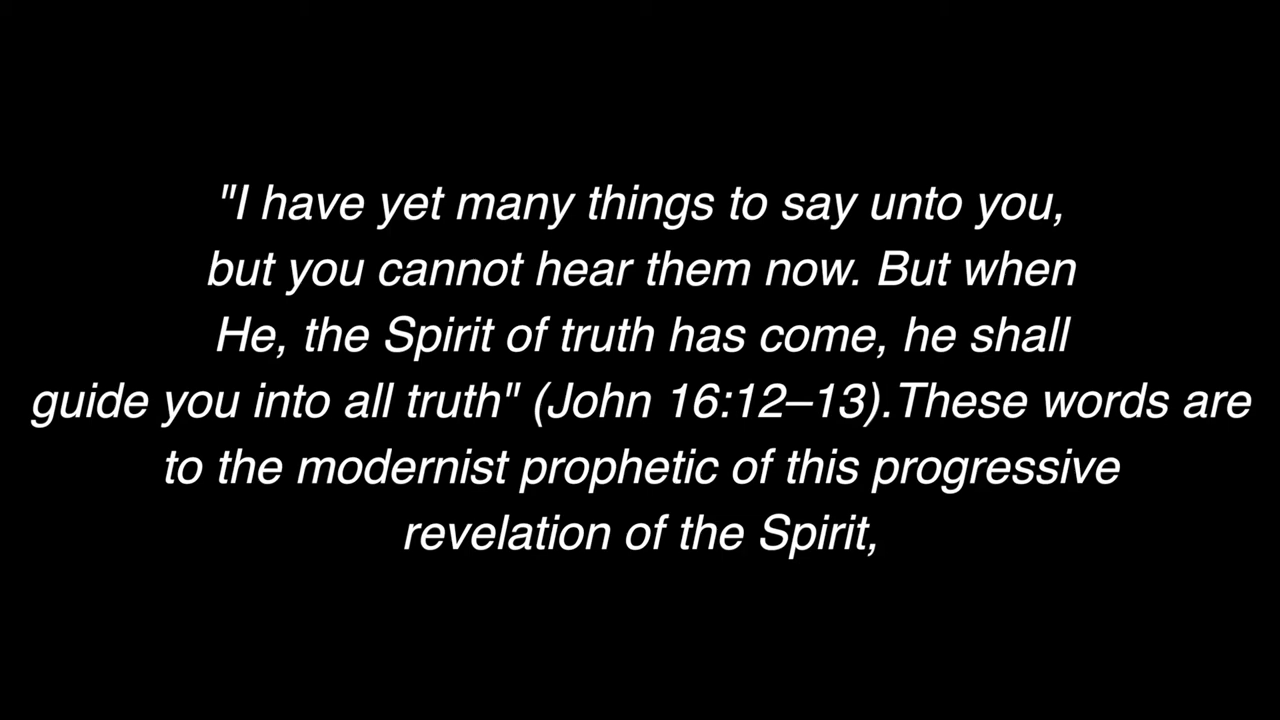 "I have yet many things to say unto you,
but you cannot hear them now. But when
He, the Spirit of truth has come, he shall
guide you into all truth" (John 16:12–13).These words are
to the modernist prophetic of this progressive
revelation of the Spirit,